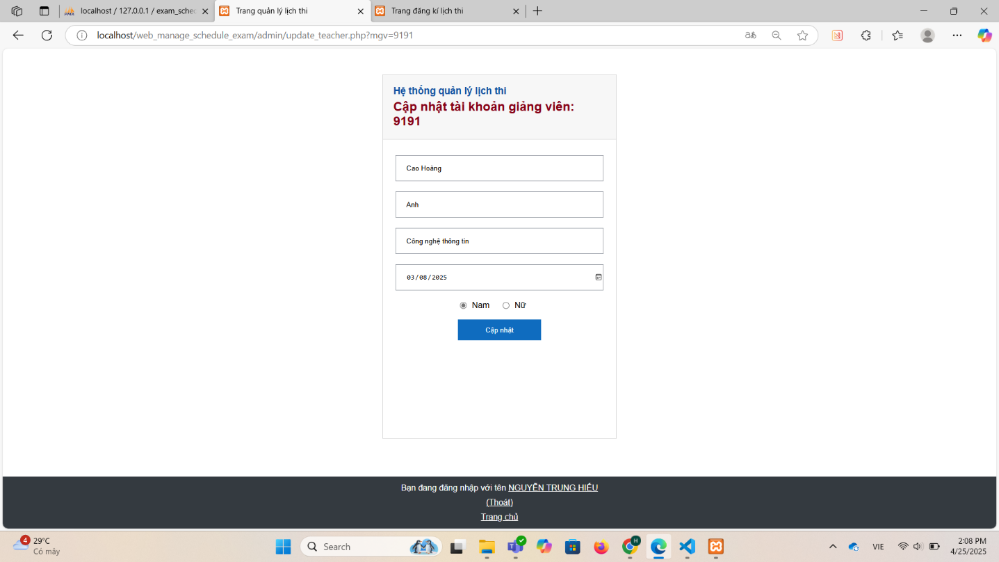 localhost / 127.0.0.1 / exam_sche
Trang quản lý lịch thi
Trang đăng kí lịch thi
localhost/web_manage_schedule_exam/admin/update_teacher.php?mgv=9191
Hệ thống quản lý lịch thi
Cập nhật tài khoản giảng viên:
9191
Cao Hoảng
Anh
Công nghệ thông tin
03/08/2025
Nam
Nữ
Cập nhật
Bạn đang đăng nhập với tên NGUYỄN TRUNG HIẾU
(Thoát)
Trang chủ
4
29°C
Có mây
Search
H
VIE
2:08 PM
4/25/2025